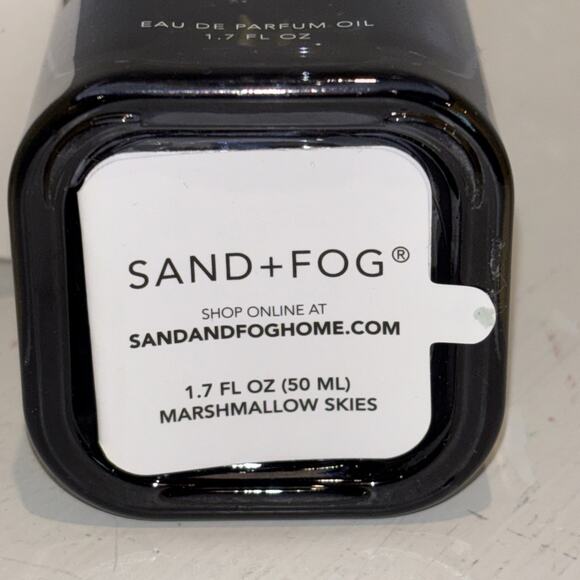 EAU DE PARFUM OIL
1.7 FL OZ
SAND+FOG®
SHOP ONLINE AT
SANDANDFOGHOME.COM
1.7 FL OZ (50 ML)
MARSHMALLOW SKIES